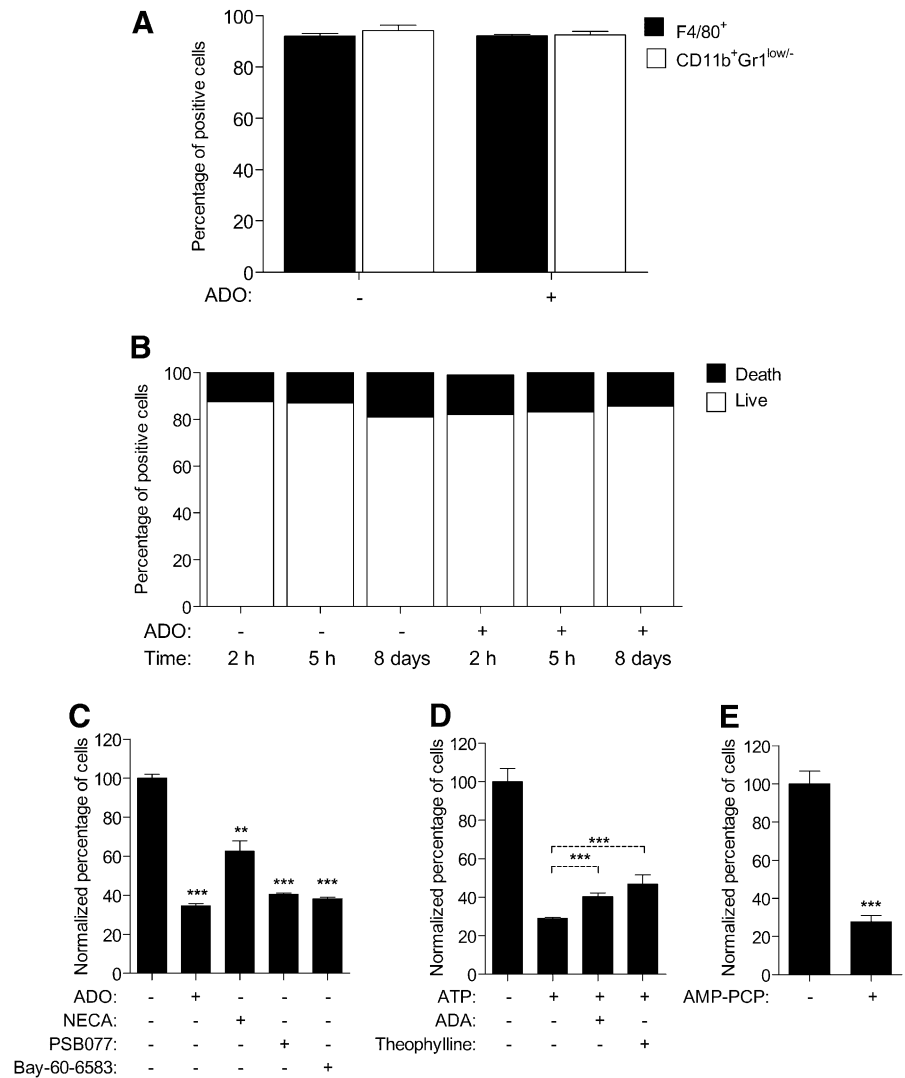 A
Percentage of positive cells
100
80
60
40
20
0
F4/80+
CD11b+Gr1low/-
ADO: - +
B
Percentage of positive cells
100
80
60
40
20
0
Death
Live
ADO: - - - + + +
Time: 2 h 5 h 8 days 2 h 5 h 8 days
C
Normalized percentage of cells
120
100
80
60
40
20
0
*** ** *** ***
ADO: - + - - -
NECA: - - + - -
PSB077: - - - + -
Bay-60-6583: - - - - +
D
Normalized percentage of cells
120
100
80
60
40
20
0
***
***
ATP: - + + +
ADA: - - + -
Theophylline: - - - +
E
Normalized percentage of cells
120
100
80
60
40
20
0
***
AMP-PCP: - +